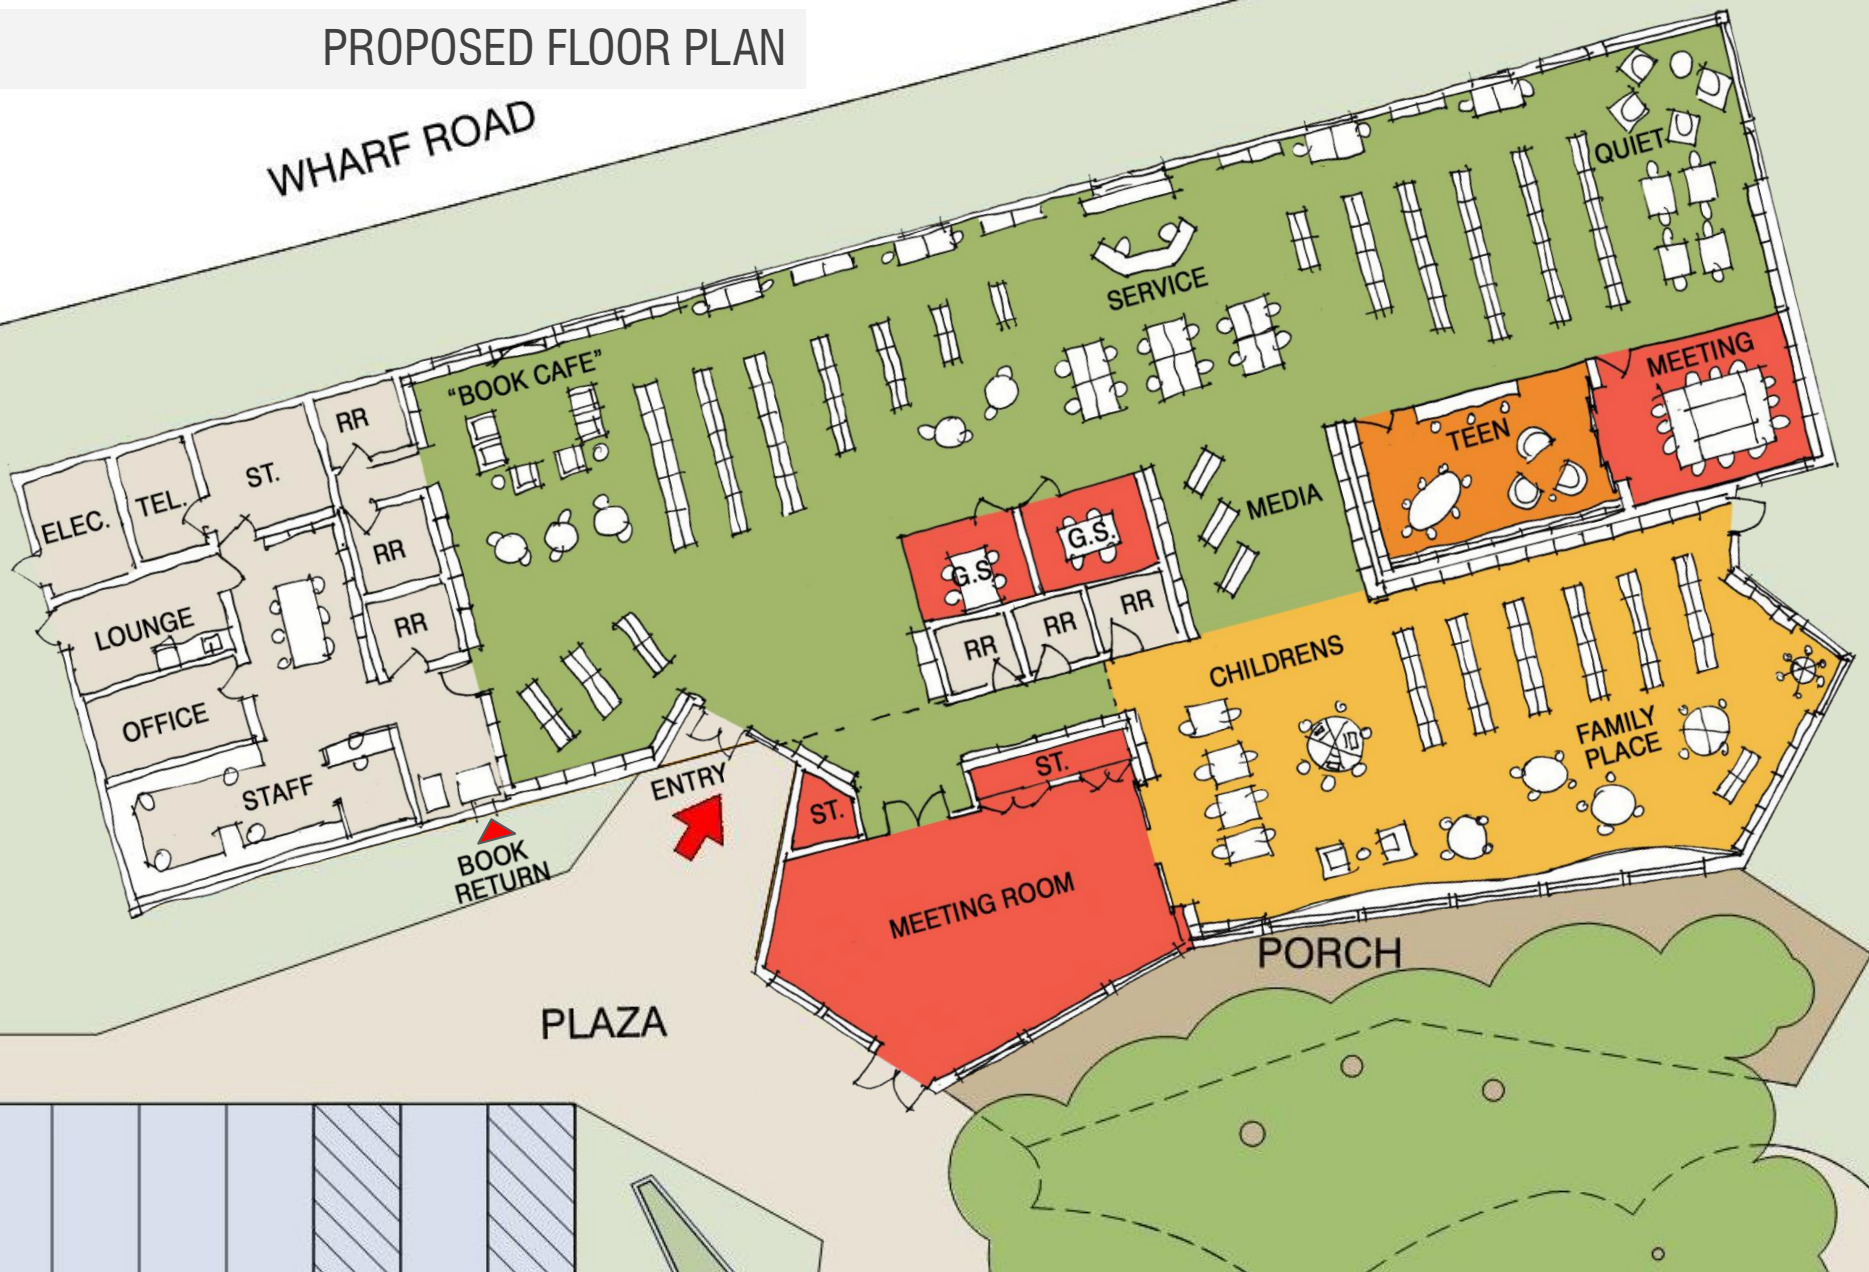 PROPOSED FLOOR PLAN
WHARF ROAD
QUIET
SERVICE
"BOOK CAFE"
MEETING
TEEN
RR
ST.
TEL.
ELEC.
MEDIA
G.S.
G.S.
RR
LOUNGE
RR
RR
RR
RR
CHILDRENS
OFFICE
FAMILY
PLACE
STAFF
ENTRY
ST.
ST.
BOOK
RETURN
MEETING ROOM
PORCH
PLAZA